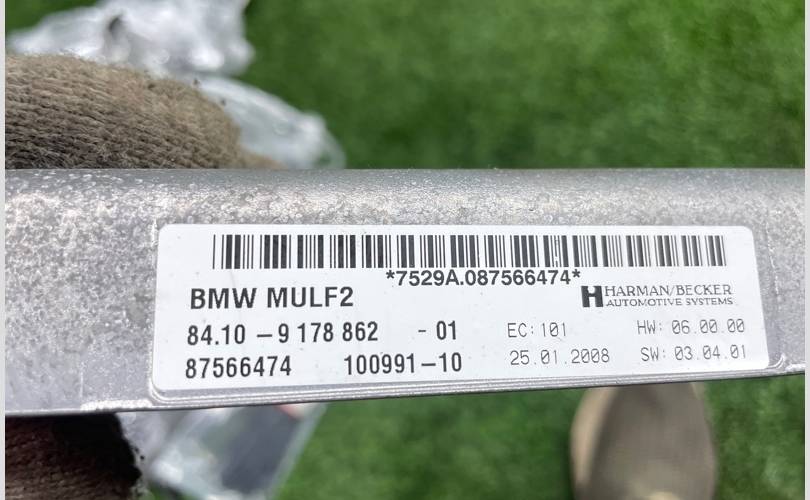 *7529A.087566474*
BMW MULF2
HARMAN/BECKER
AUTOMOTIVE SYSTEMS
84.10 – 9 178 862 - 01 EC: 101 HW: 06.00.00
87566474 100991–10 25.01.2008 SW: 03.04.01